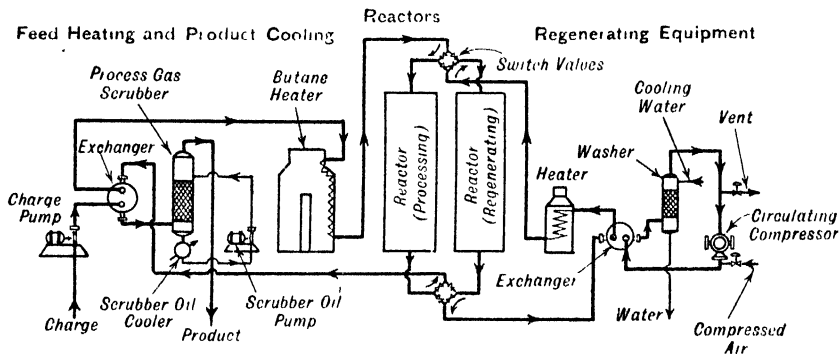 Reactors
Feed Heating and Product Cooling
Regenerating Equipment
Process Gas
Scrubber
Butane
Heater
Switch Valves
Cooling
Water
Exchanger
Vent
Washer
Heater
Charge
Pump
Reactor
(Processing)
Reactor
(Regenerating)
Circulating
Compressor
Exchanger
Scrubber Oil
Cooler
Scrubber Oil
Pump
Charge
Product
Water
Compressed
Air